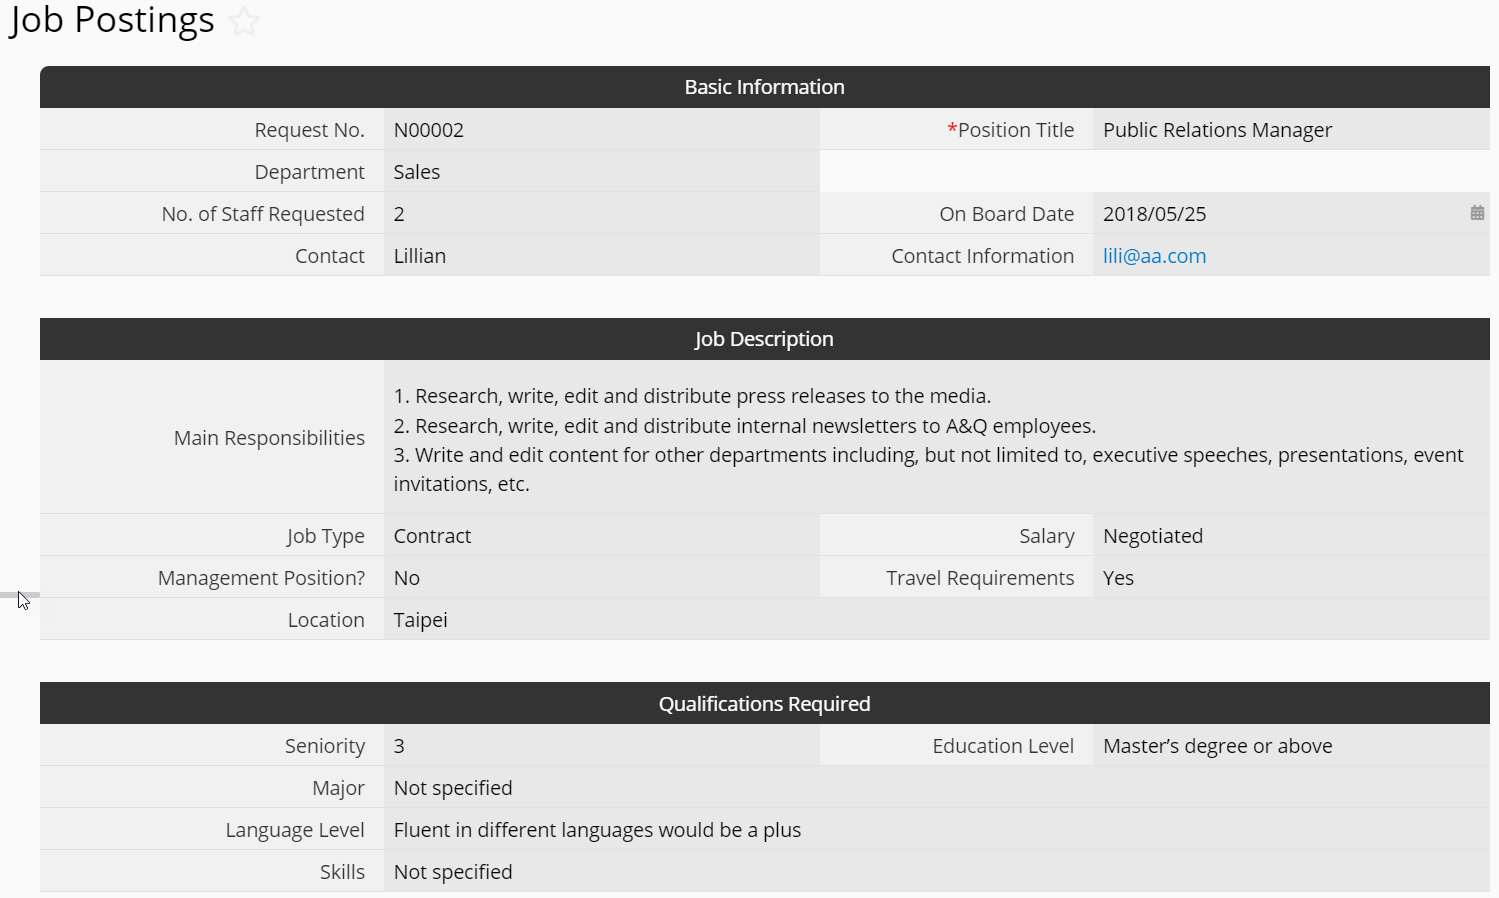 Job Postings
Basic Information
Request No. N00002 *Position Title Public Relations Manager
Department Sales
No. of Staff Requested 2 On Board Date 2018/05/25
Contact Lillian Contact Information lili@aa.com
Job Description
Main Responsibilities
1. Research, write, edit and distribute press releases to the media.
2. Research, write, edit and distribute internal newsletters to A&Q employees.
3. Write and edit content for other departments including, but not limited to, executive speeches, presentations, event
invitations, etc.
Job Type Contract Salary Negotiated
Management Position? No Travel Requirements Yes
Location Taipei
Qualifications Required
Seniority 3 Education Level Master’s degree or above
Major Not specified
Language Level Fluent in different languages would be a plus
Skills Not specified